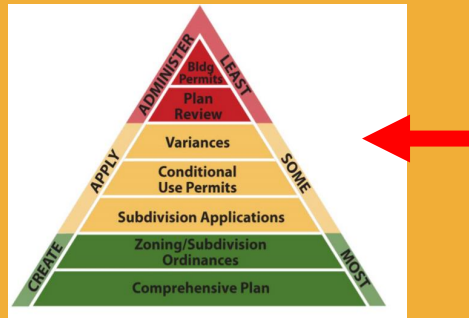 ADMINISTER
LEAST
Bldg
Permits
Plan
Review
APPLY
SOME
Variances
Conditional
Use Permits
Subdivision Applications
CREATE
MOST
Zoning/Subdivision
Ordinances
Comprehensive Plan